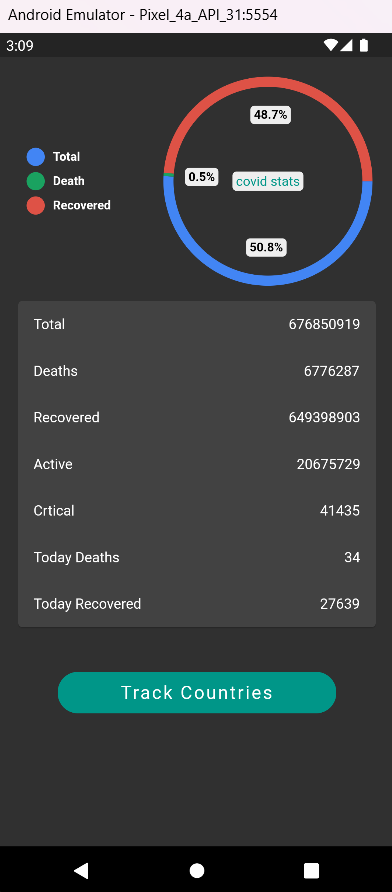 Android Emulator - Pixel_4a_API_31:5554
3:09
48.7%
Total
Death
0.5%
covid stats
Recovered
50.8%
Total 676850919
Deaths 6776287
Recovered 649398903
Active 20675729
Crtical 41435
Today Deaths 34
Today Recovered 27639
Track Countries